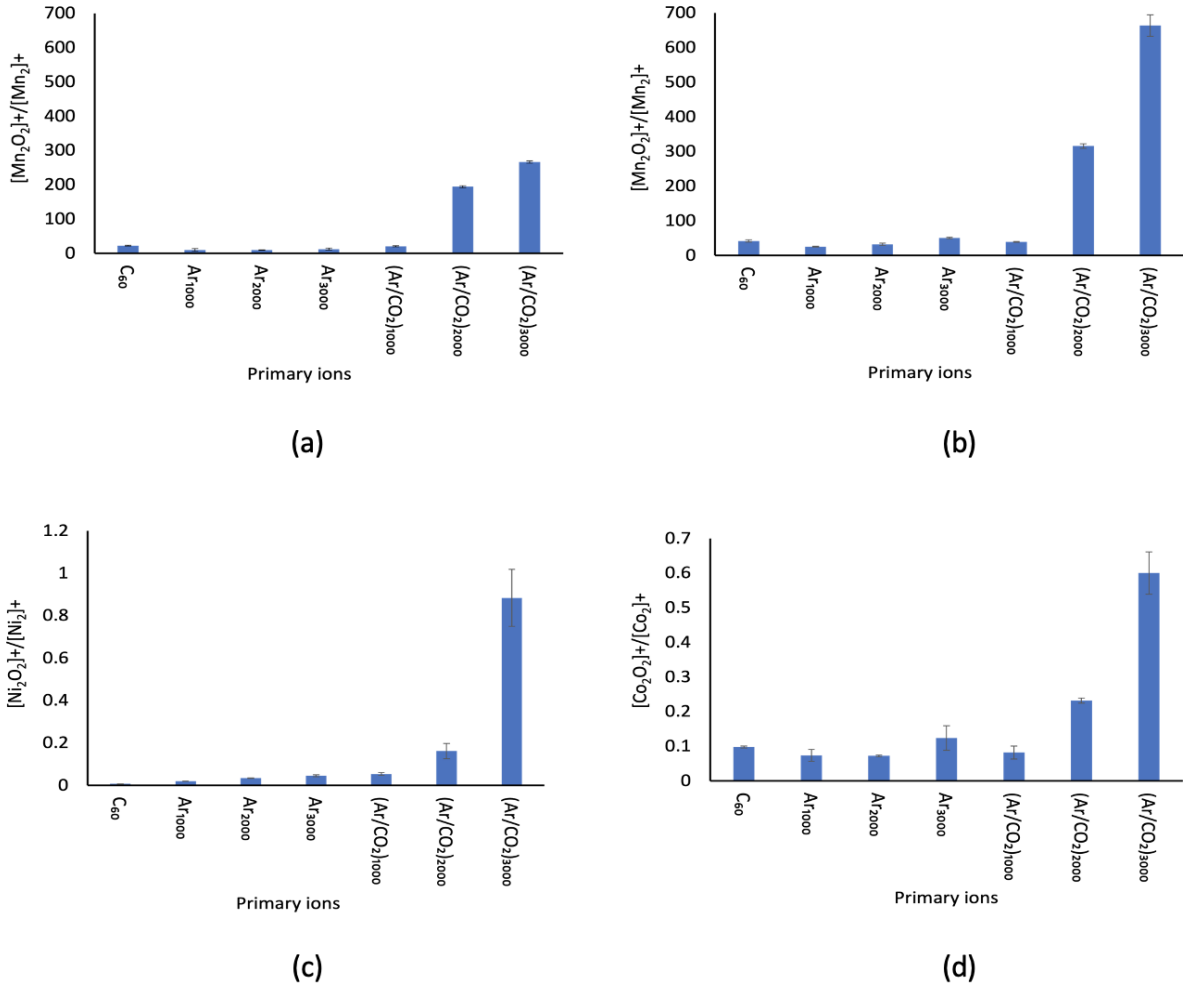 700
600
500
400
300
200
100
0
[Mn₂O₂]+/[Mn₂]+
C₆₀
Ar₁₀₀₀
Ar₂₀₀₀
Ar₃₀₀₀
(Ar/CO₂)₁₀₀₀
(Ar/CO₂)₂₀₀₀
(Ar/CO₂)₃₀₀₀
Primary ions
(a)
700
600
500
400
300
200
100
0
[Mn₂O₂]+/[Mn₂]+
C₆₀
Ar₁₀₀₀
Ar₂₀₀₀
Ar₃₀₀₀
(Ar/CO₂)₁₀₀₀
(Ar/CO₂)₂₀₀₀
(Ar/CO₂)₃₀₀₀
Primary ions
(b)
1.2
1
0.8
0.6
0.4
0.2
0
[Ni₂O₂]+/[Ni₂]+
C₆₀
Ar₁₀₀₀
Ar₂₀₀₀
Ar₃₀₀₀
(Ar/CO₂)₁₀₀₀
(Ar/CO₂)₂₀₀₀
(Ar/CO₂)₃₀₀₀
Primary ions
(c)
0.7
0.6
0.5
0.4
0.3
0.2
0.1
0
[Co₂O₂]+/[Co₂]+
C₆₀
Ar₁₀₀₀
Ar₂₀₀₀
Ar₃₀₀₀
(Ar/CO₂)₁₀₀₀
(Ar/CO₂)₂₀₀₀
(Ar/CO₂)₃₀₀₀
Primary ions
(d)